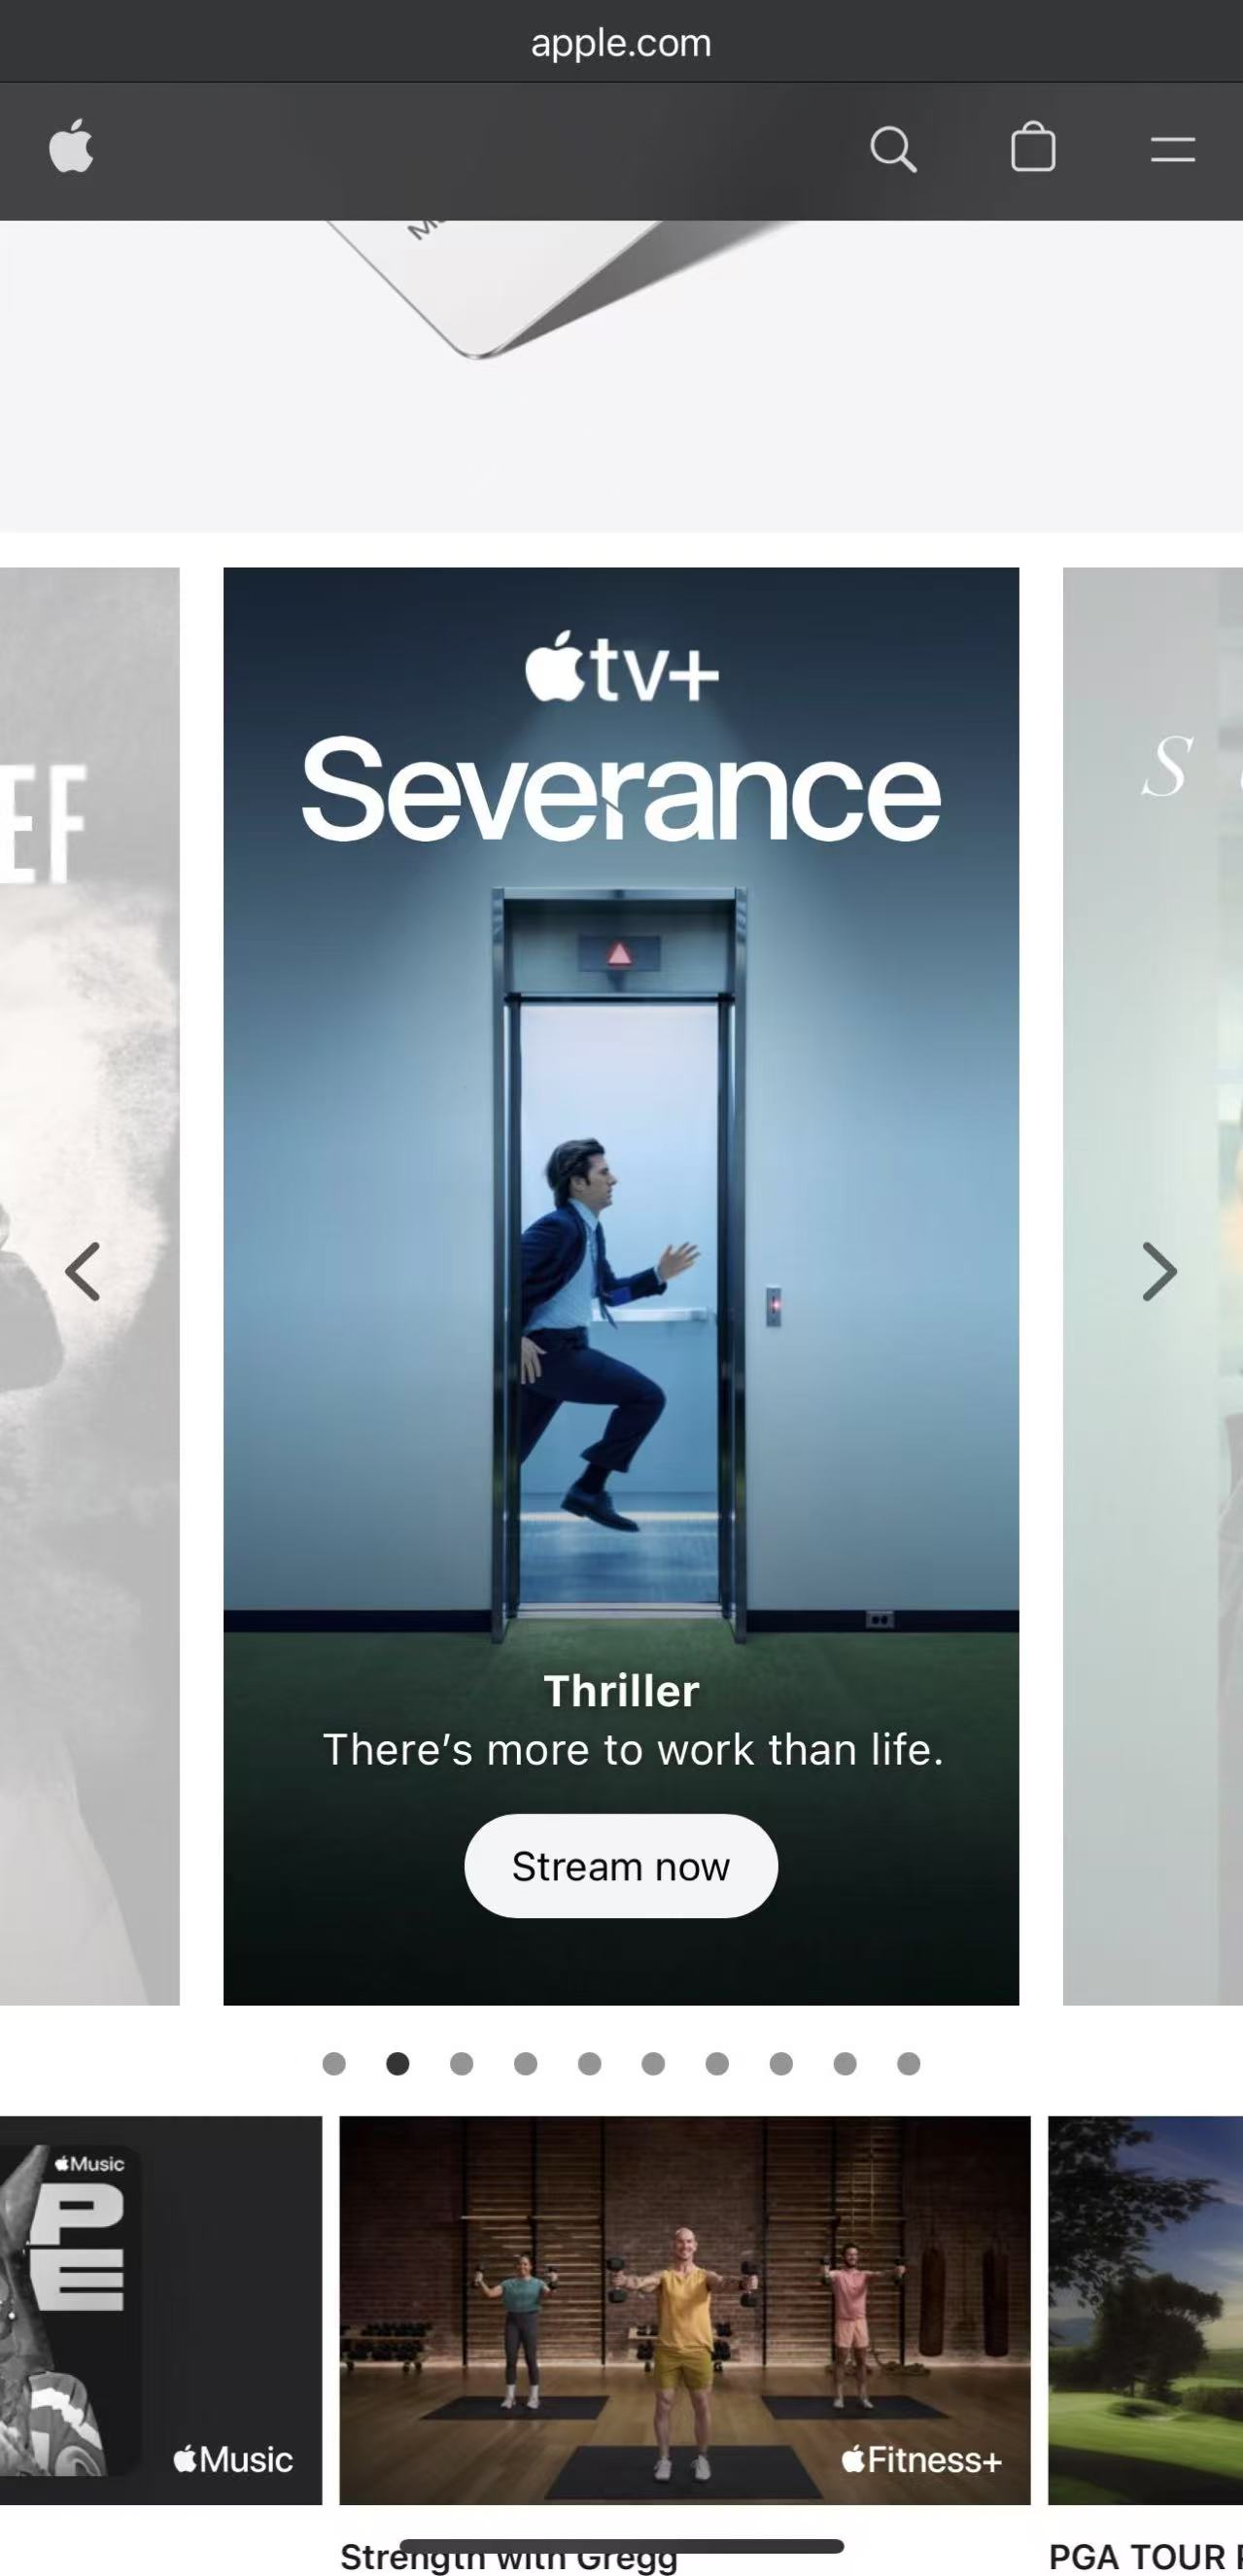 apple.com
tv+
Severance
EF
S
Thriller
There’s more to work than life.
Stream now
Music
P
E
Music
Fitness+
Strength with Gregg
PGA TOUR